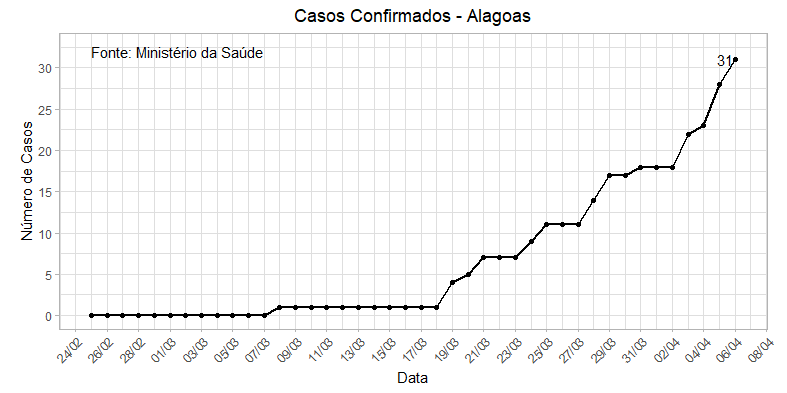 Casos Confirmados - Alagoas
Fonte: Ministério da Saúde
31
Número de Casos
30
25
20
15
10
5
0
24/02 26/02 28/02 01/03 03/03 05/03 07/03 09/03 11/03 13/03 15/03 17/03 19/03 21/03 23/03 25/03 27/03 29/03 31/03 02/04 04/04 06/04 08/04
Data